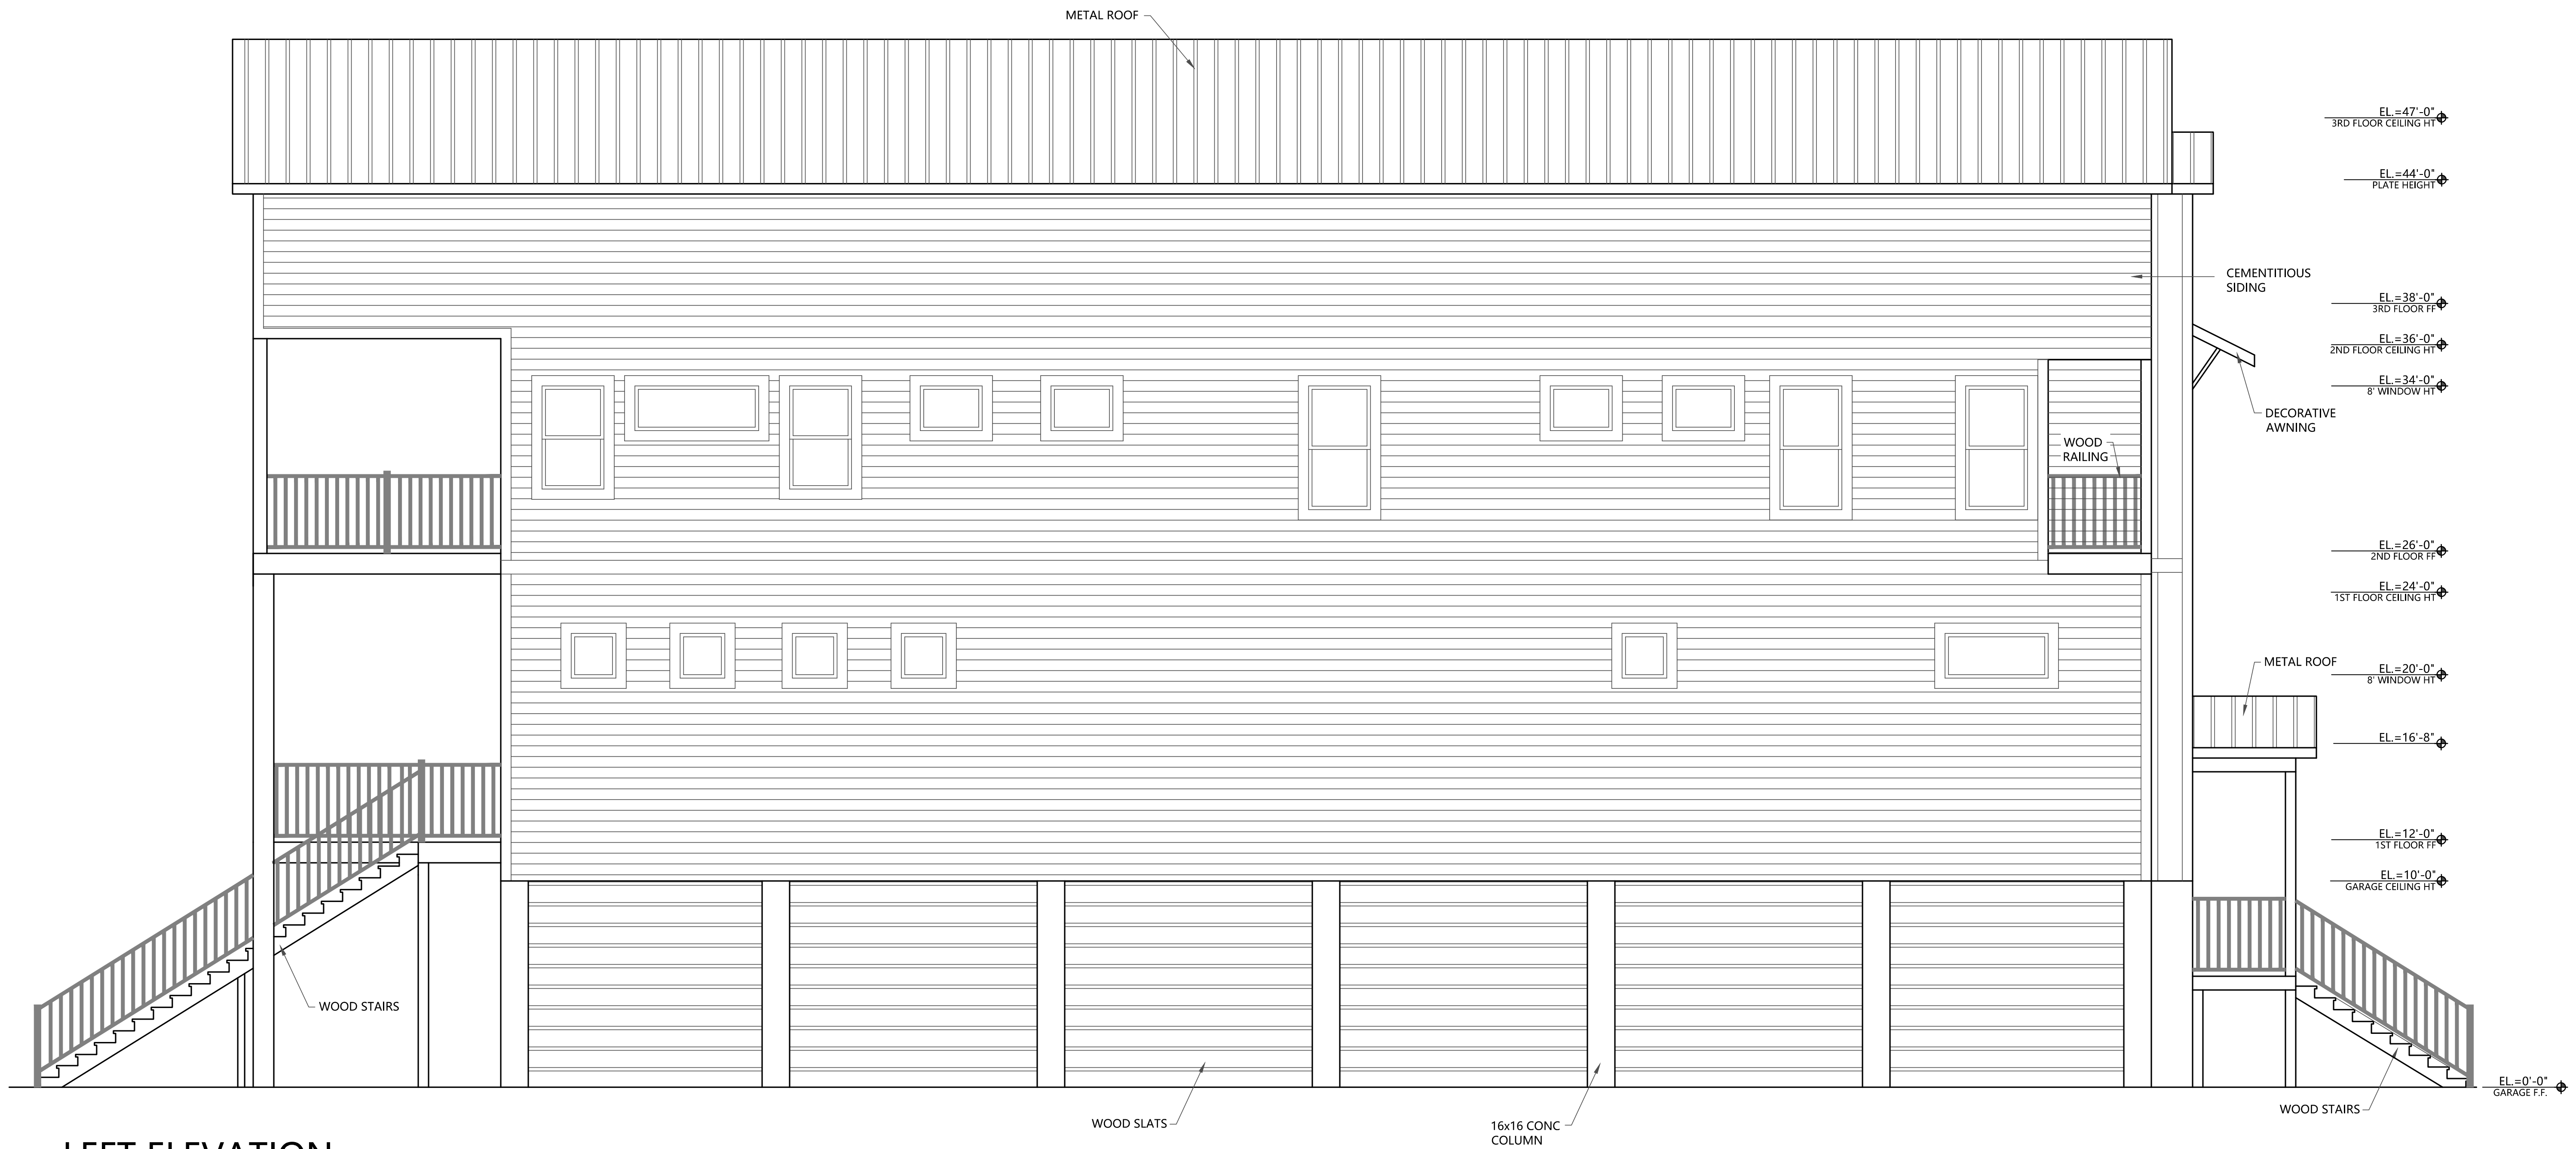 METAL ROOF
EL.=47'-0"
3RD FLOOR CEILING HT
EL.=44'-0"
PLATE HEIGHT
CEMENTITIOUS
SIDING
EL.=38'-0"
3RD FLOOR FF
EL.=36'-0"
2ND FLOOR CEILING HT
EL.=34'-0"
8' WINDOW HT
DECORATIVE
AWNING
WOOD
RAILING
EL.=26'-0"
2ND FLOOR FF
EL.=24'-0"
1ST FLOOR CEILING HT
METAL ROOF
EL.=20'-0"
8' WINDOW HT
EL.=16'-8"
EL.=12'-0"
1ST FLOOR FF
EL.=10'-0"
GARAGE CEILING HT
WOOD STAIRS
EL.=0'-0"
GARAGE F.F.
WOOD STAIRS
WOOD SLATS
16x16 CONC
COLUMN
LEFT ELEVATION